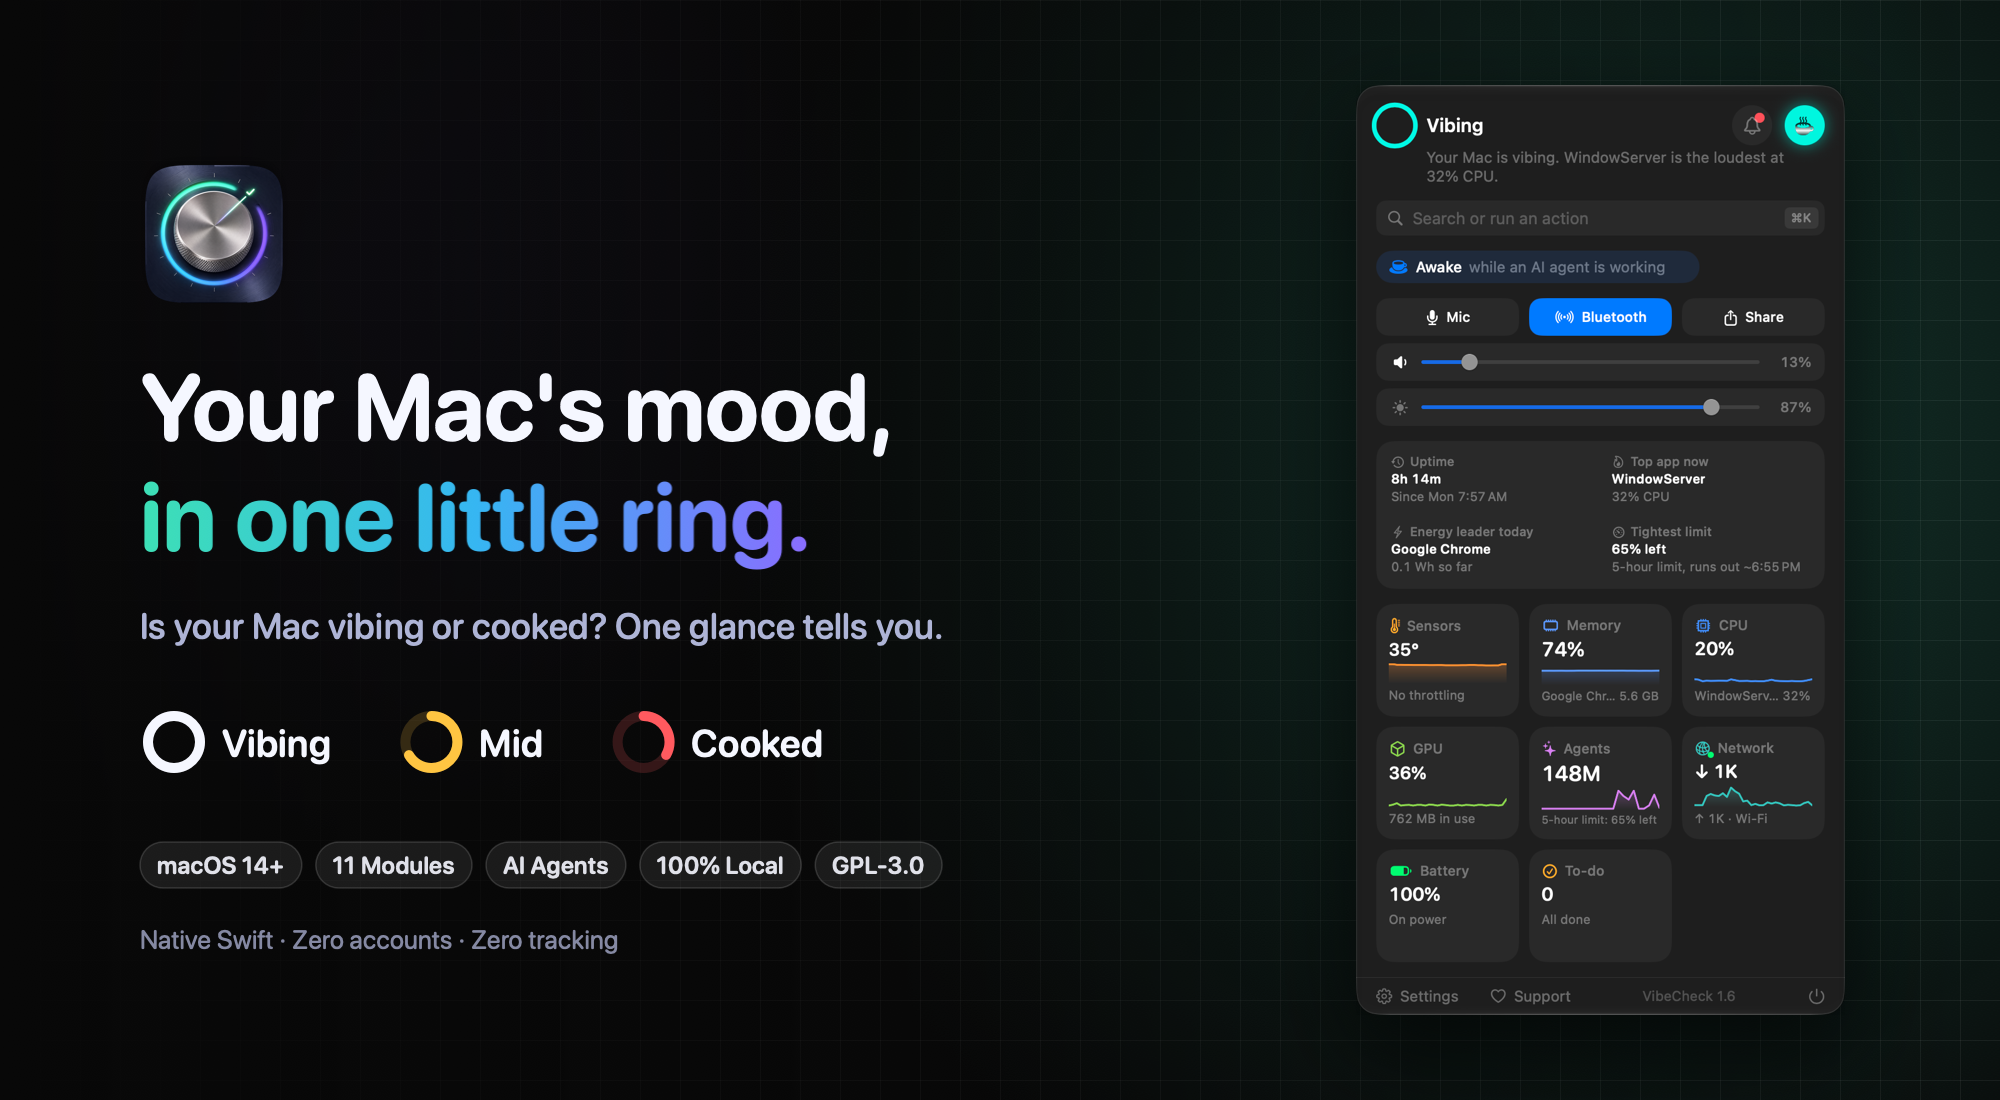 Your Mac's mood,
in one little ring.
Is your Mac vibing or cooked? One glance tells you.
Vibing
Mid
Cooked
macOS 14+
11 Modules
AI Agents
100% Local
GPL-3.0
Native Swift · Zero accounts · Zero tracking
Vibing
Your Mac is vibing. WindowServer is the loudest at
32% CPU.
Search or run an action
⌘K
Awake while an AI agent is working
Mic
Bluetooth
Share
13%
87%
Uptime
8h 14m
Since Mon 7:57 AM
Top app now
WindowServer
32% CPU
Energy leader today
Google Chrome
0.1 Wh so far
Tightest limit
65% left
5-hour limit, runs out ~6:55 PM
Sensors
35°
No throttling
Memory
74%
Google Chr... 5.6 GB
CPU
20%
WindowServ... 32%
GPU
36%
762 MB in use
Agents
148M
5-hour limit: 65% left
Network
↓ 1K
↑ 1K · Wi-Fi
Battery
100%
On power
To-do
0
All done
Settings
Support
VibeCheck 1.6